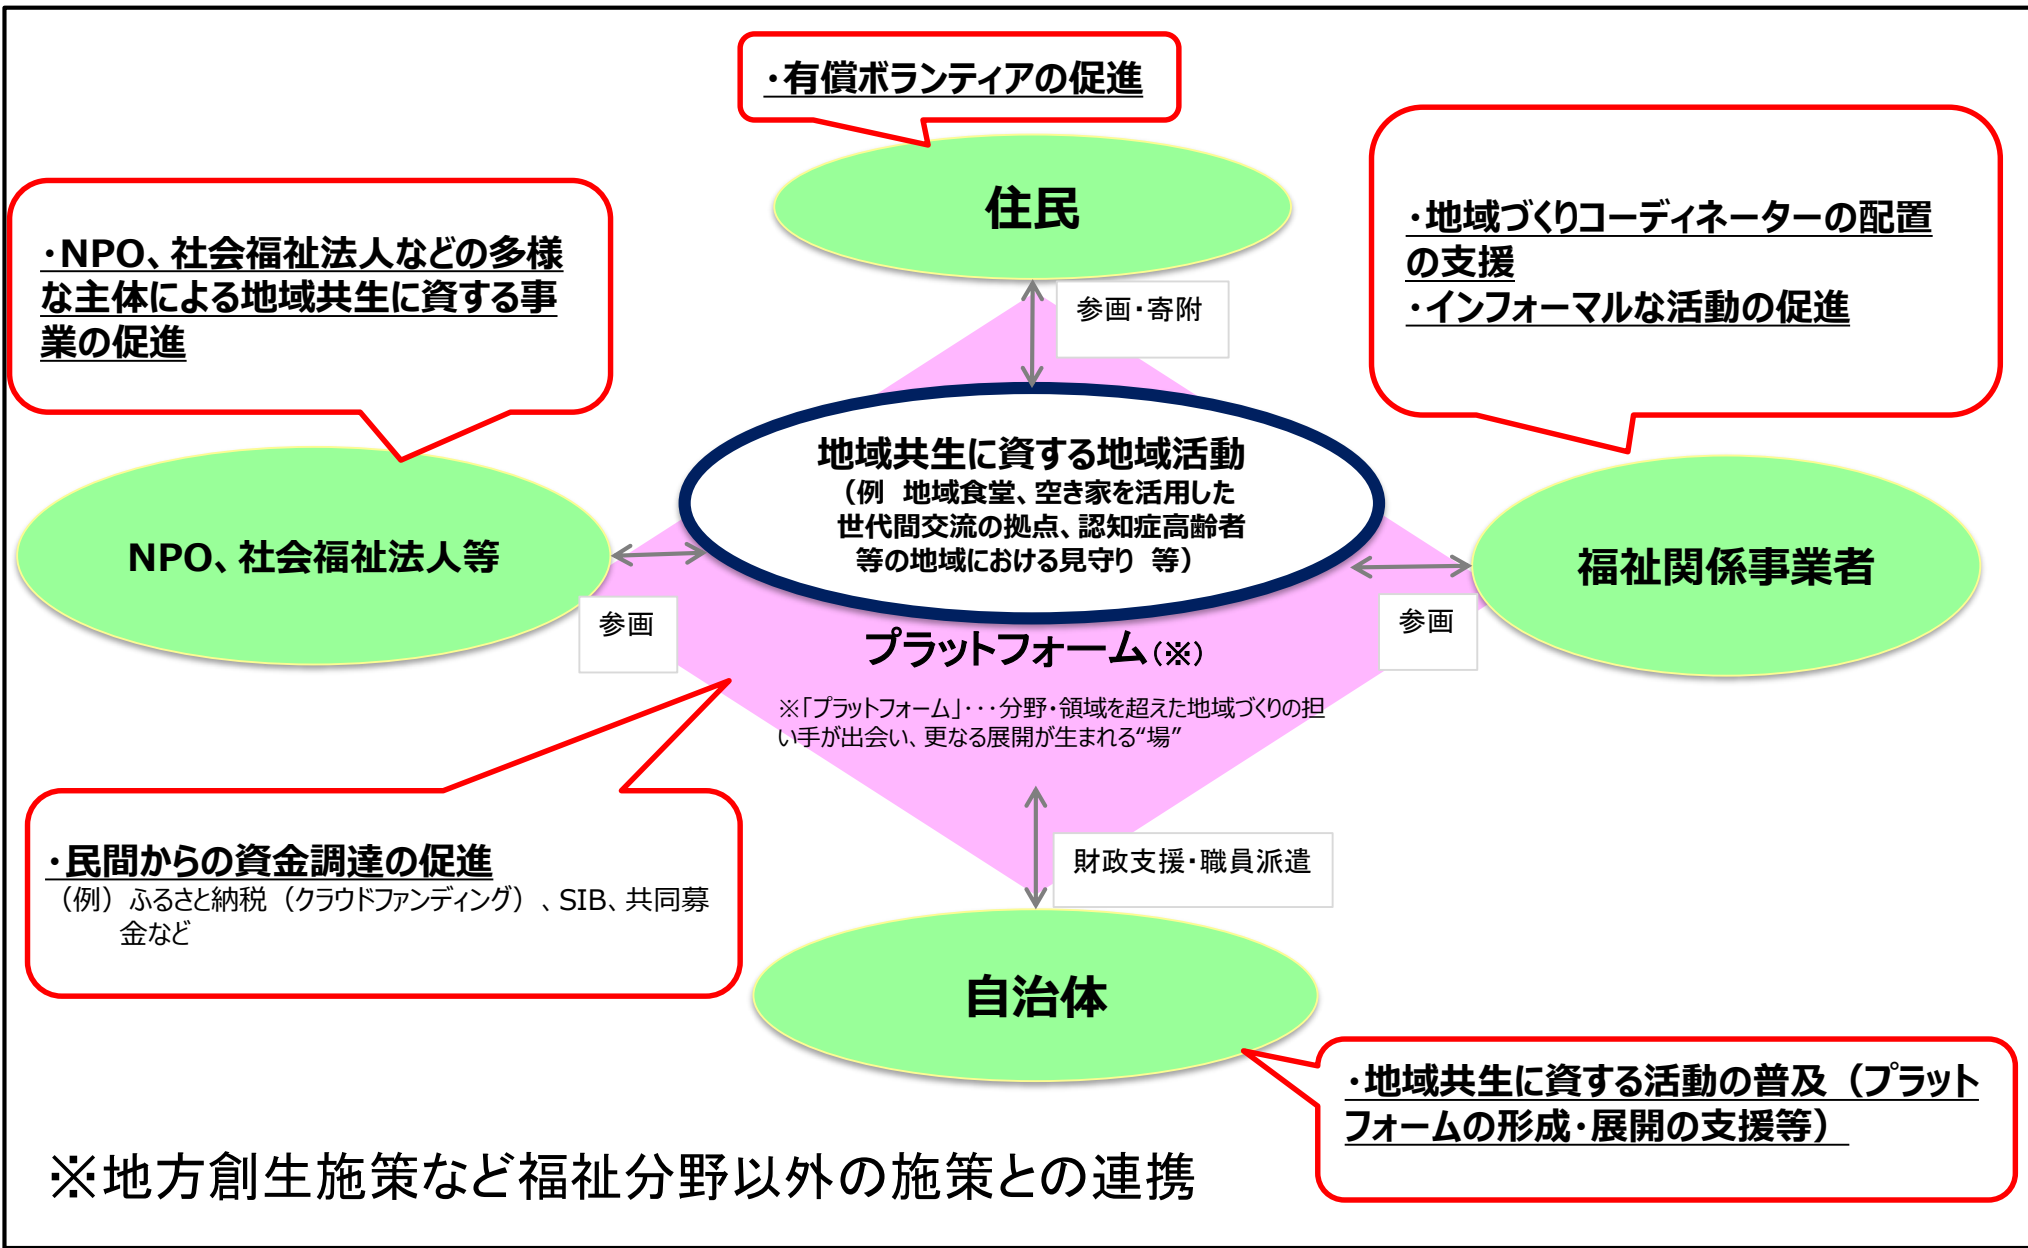 ・有償ボランティアの促進
住民
・NPO、社会福祉法人などの多様
な主体による地域共生に資する事
業の促進
・地域づくりコーディネーターの配置
の支援
・インフォーマルな活動の促進
参画・寄附
地域共生に資する地域活動
（例　地域食堂、空き家を活用した
世代間交流の拠点、認知症高齢者
等の地域における見守り　等）
NPO、社会福祉法人等
福祉関係事業者
参画
参画
プラットフォーム（※）
※「プラットフォーム」・・・分野・領域を超えた地域づくりの担
い手が出会い、更なる展開が生まれる“場”
・民間からの資金調達の促進
（例）ふるさと納税（クラウドファンディング）、SIB、共同募
金など
財政支援・職員派遣
自治体
・地域共生に資する活動の普及（プラット
フォームの形成・展開の支援等）
※地方創生施策など福祉分野以外の施策との連携